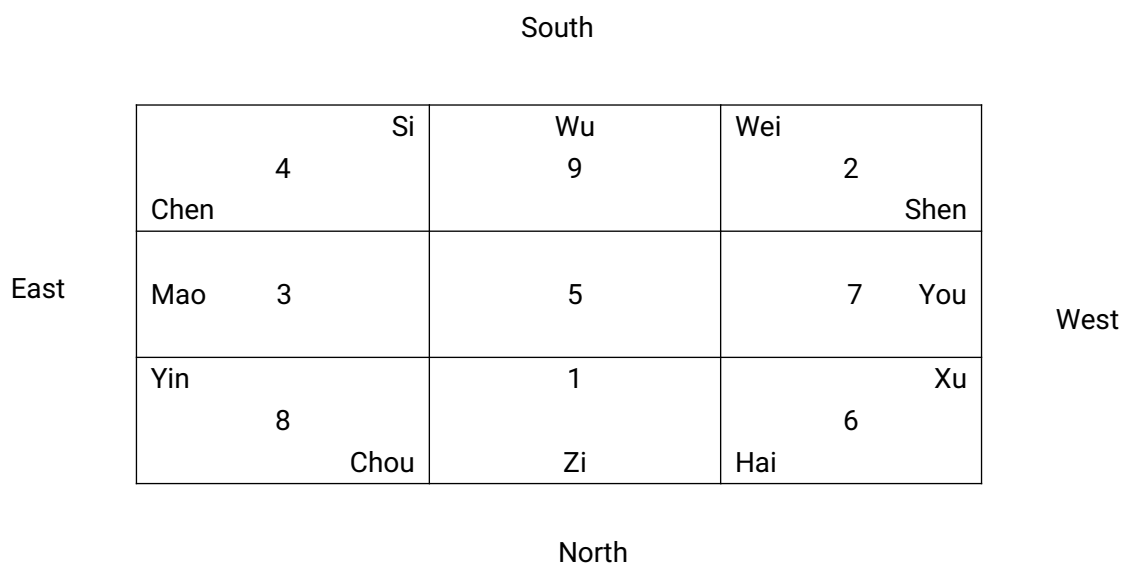 South
Si Wu Wei
4 9 2
Chen Shen
East Mao 3 5 7 You
West
Yin 1 Xu
8 6
Chou Zi Hai
North